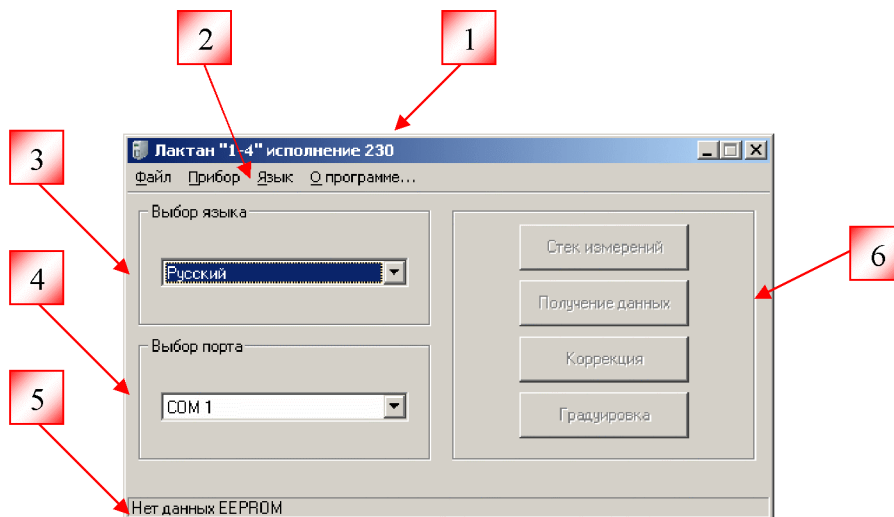 2
1
3
Лактан "1-4" исполнение 230
Файл Прибор Язык О программе...
Выбор языка
Стек измерений
6
Русский
4
Получение данных
Выбор порта
Коррекция
5
COM 1
Градуировка
Нет данных EEPROM